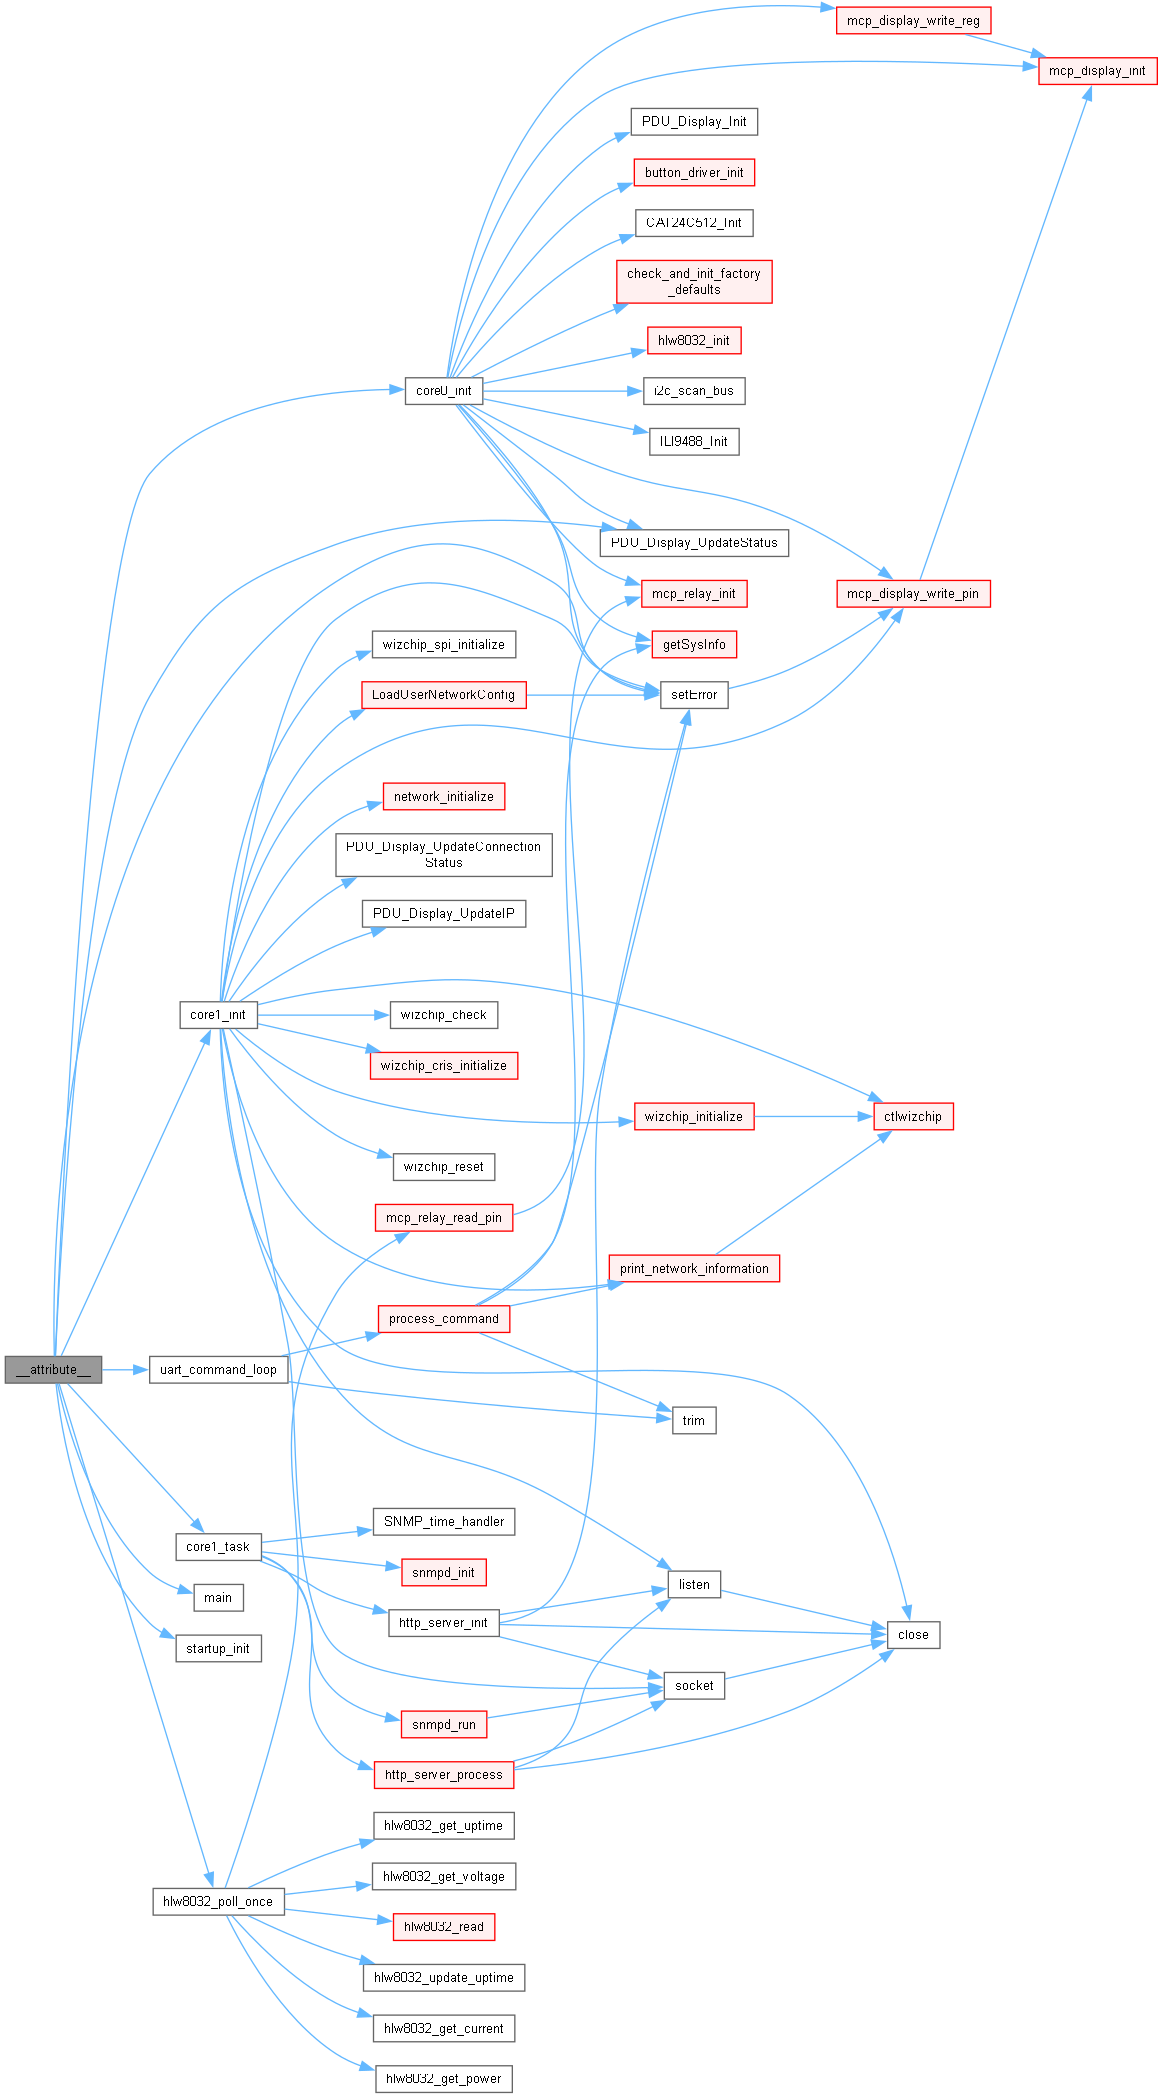 mcp_display_write_reg
mcp_display_init
PDU_Display_Init
button_driver_init
CAT24C512_Init
check_and_init_factory
_defaults
hlw8032_init
core0_init
i2c_scan_bus
ILI9488_Init
PDU_Display_UpdateStatus
mcp_relay_init
mcp_display_write_pin
wizchip_spi_initialize
getSysInfo
LoadUserNetworkConfig
setError
network_initialize
PDU_Display_UpdateConnection
Status
PDU_Display_UpdateIP
core1_init
wizchip_check
wizchip_cris_initialize
wizchip_initialize
ctlwizchip
wizchip_reset
mcp_relay_read_pin
print_network_information
process_command
__attribute__
uart_command_loop
trim
SNMP_time_handler
core1_task
snmpd_init
listen
main
http_server_init
close
startup_init
socket
snmpd_run
http_server_process
hlw8032_get_uptime
hlw8032_get_voltage
hlw8032_poll_once
hlw8032_read
hlw8032_update_uptime
hlw8032_get_current
hlw8032_get_power